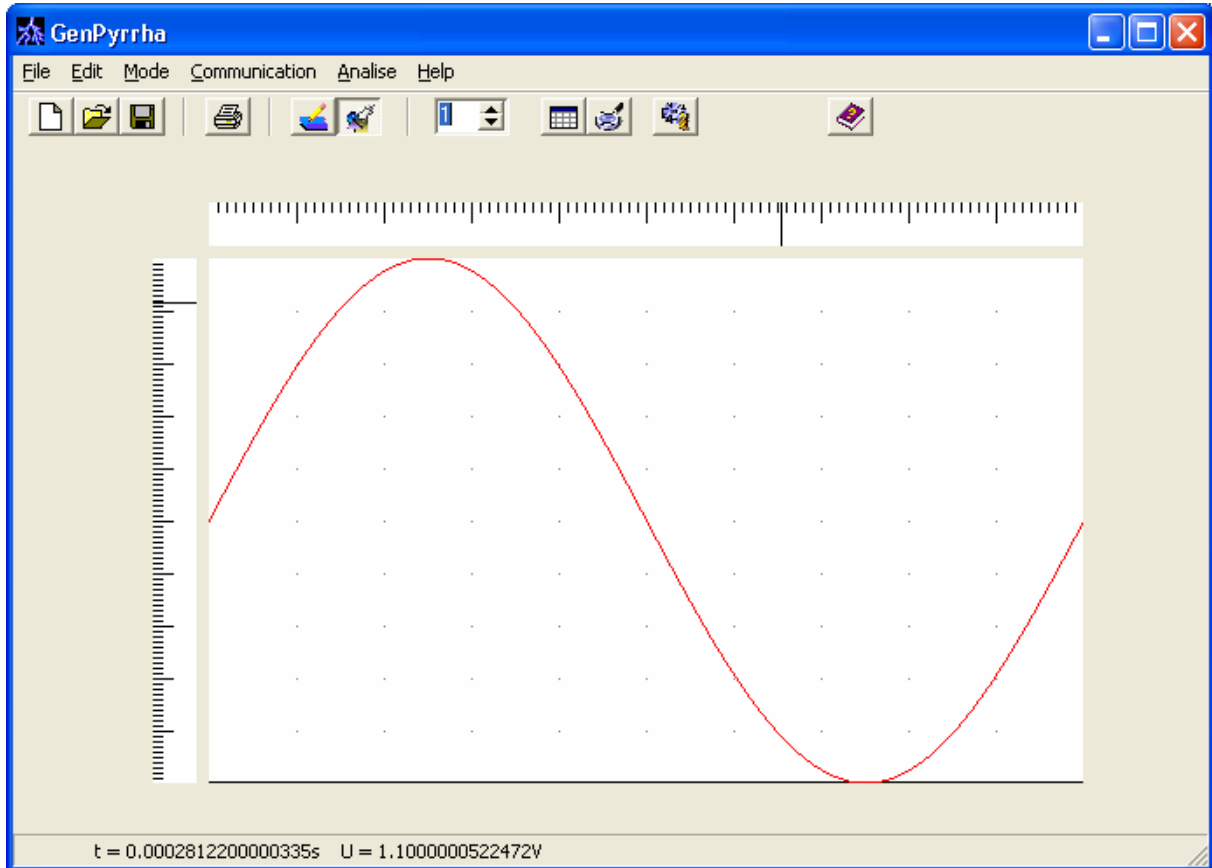 GenPyrrha
File Edit Mode Communication Analise Help
1
t = 0.0002812200000335s U = 1.1000000522472V